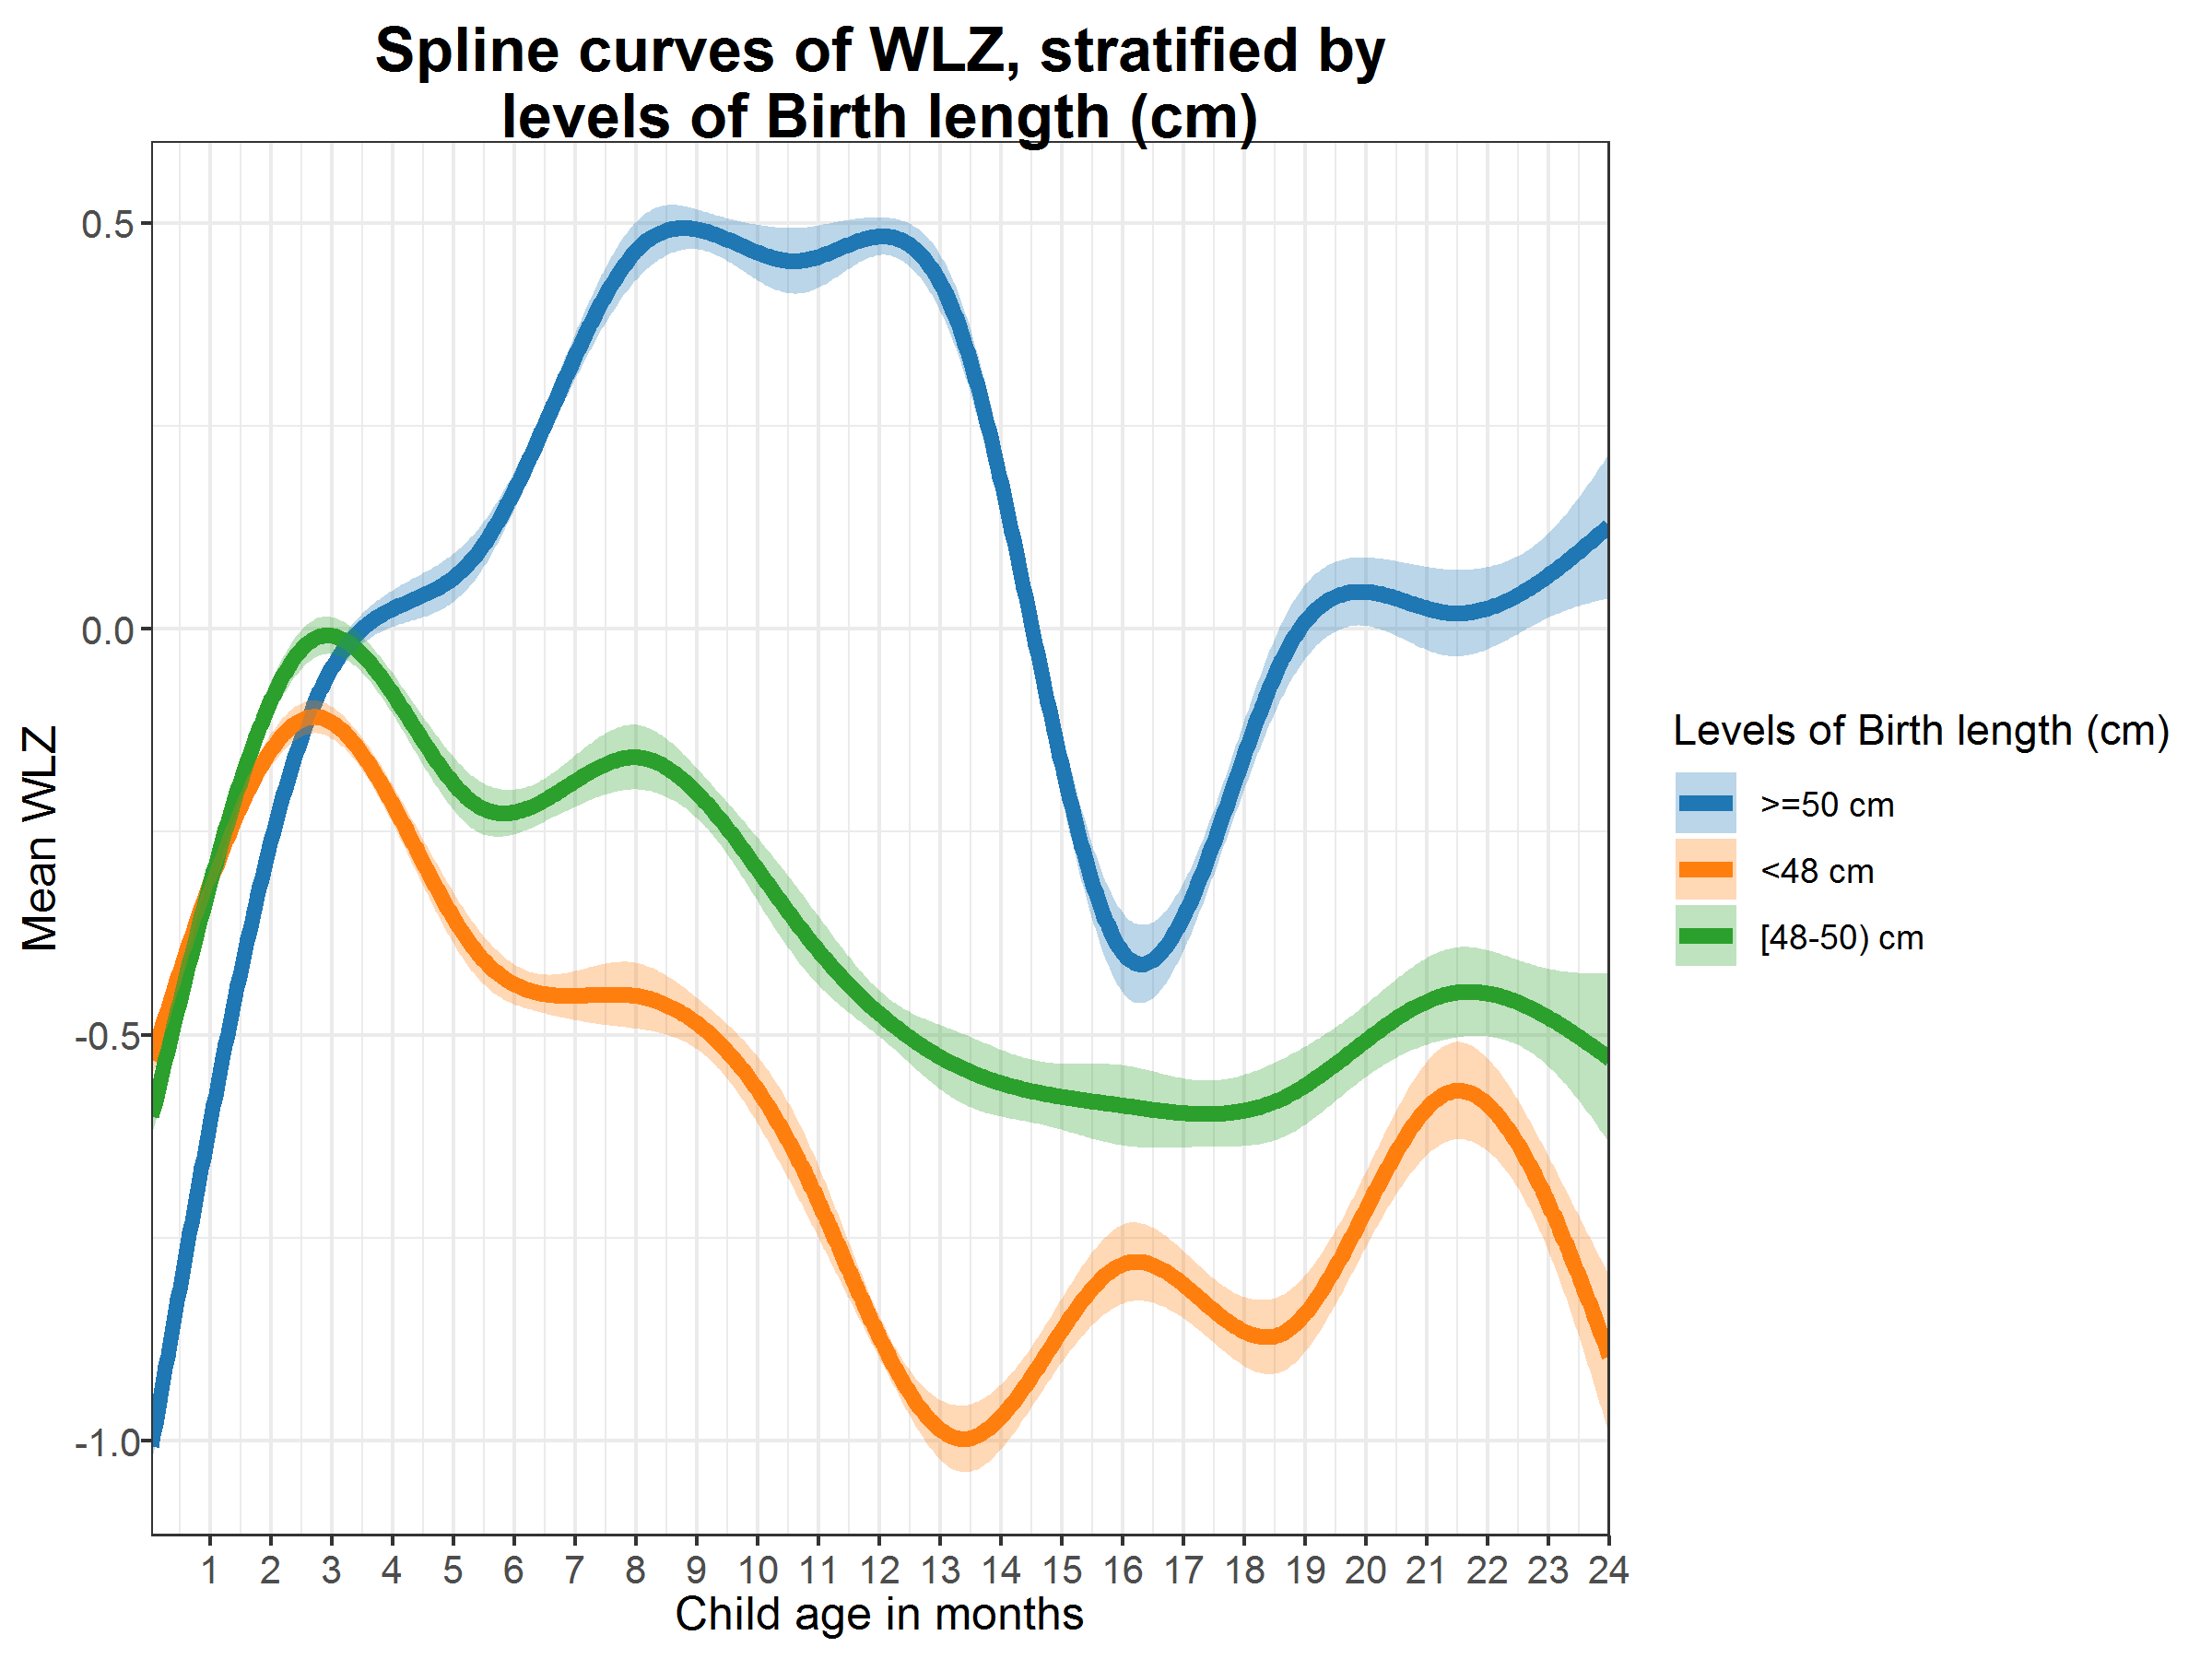 Spline curves of WLZ, stratified by
levels of Birth length (cm)
Mean WLZ
0.5
0.0
-0.5
-1.0
1 2 3 4 5 6 7 8 9 10 11 12 13 14 15 16 17 18 19 20 21 22 23 24
Child age in months
Levels of Birth length (cm)
>=50 cm
<48 cm
[48-50) cm